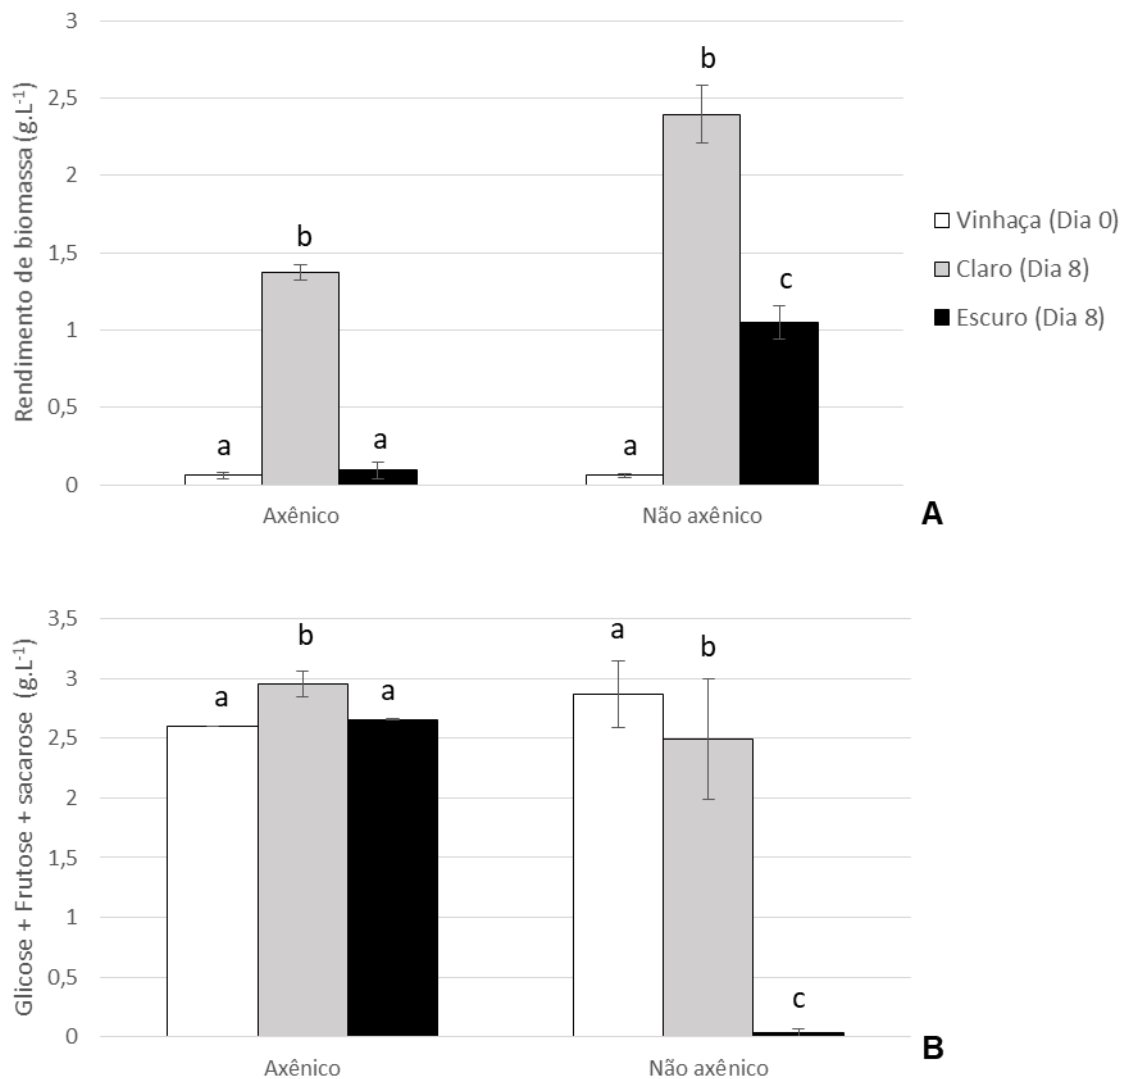 3
2,5
2
1,5
1
0,5
0
Rendimento de biomassa (g.L-1)
a
b
a
a
b
c
Axênico
Não axênico
Vinhaça (Dia 0)
Claro (Dia 8)
Escuro (Dia 8)
A
3,5
3
2,5
2
1,5
1
0,5
0
Glicose + Frutose + sacarose (g.L-1)
a
b
a
a
b
c
Axênico
Não axênico
B